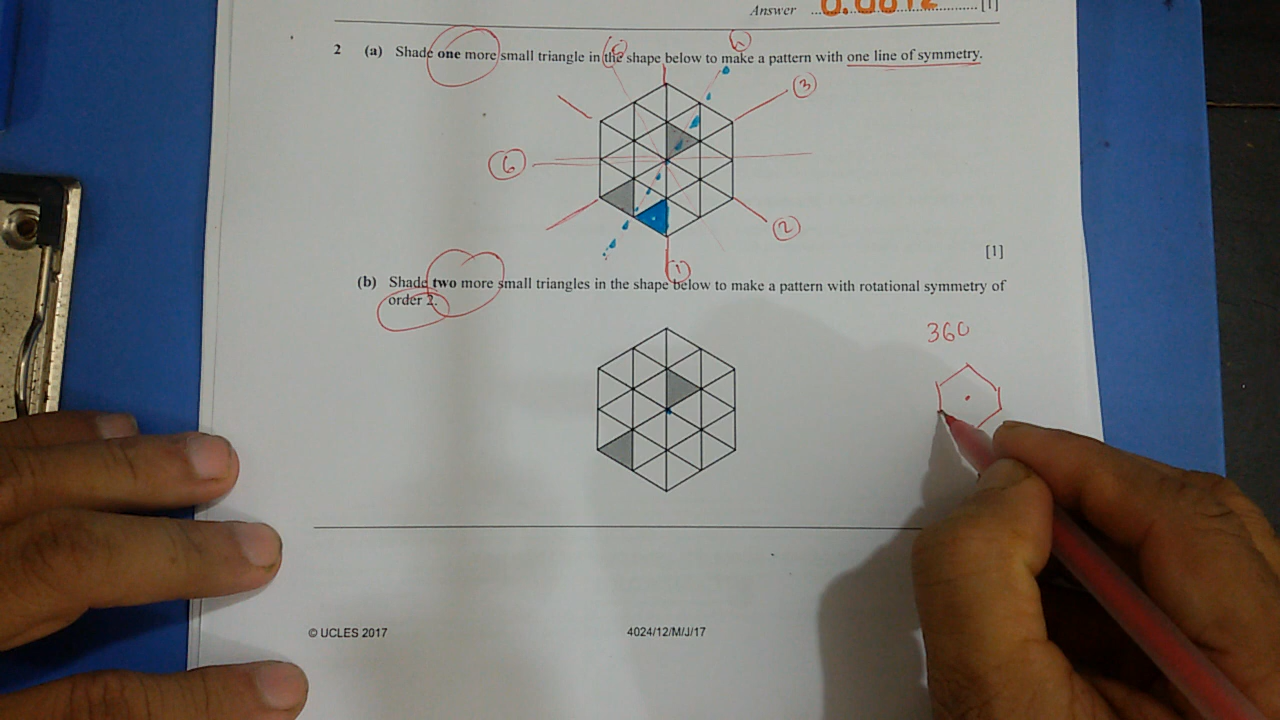 Answer 0.0012 [1]
2 (a) Shade one more small triangle in the shape below to make a pattern with one line of symmetry.
3
6
2
[1]
1
(b) Shade two more small triangles in the shape below to make a pattern with rotational symmetry of
order 2.
360
© UCLES 2017 4024/12/M/J/17